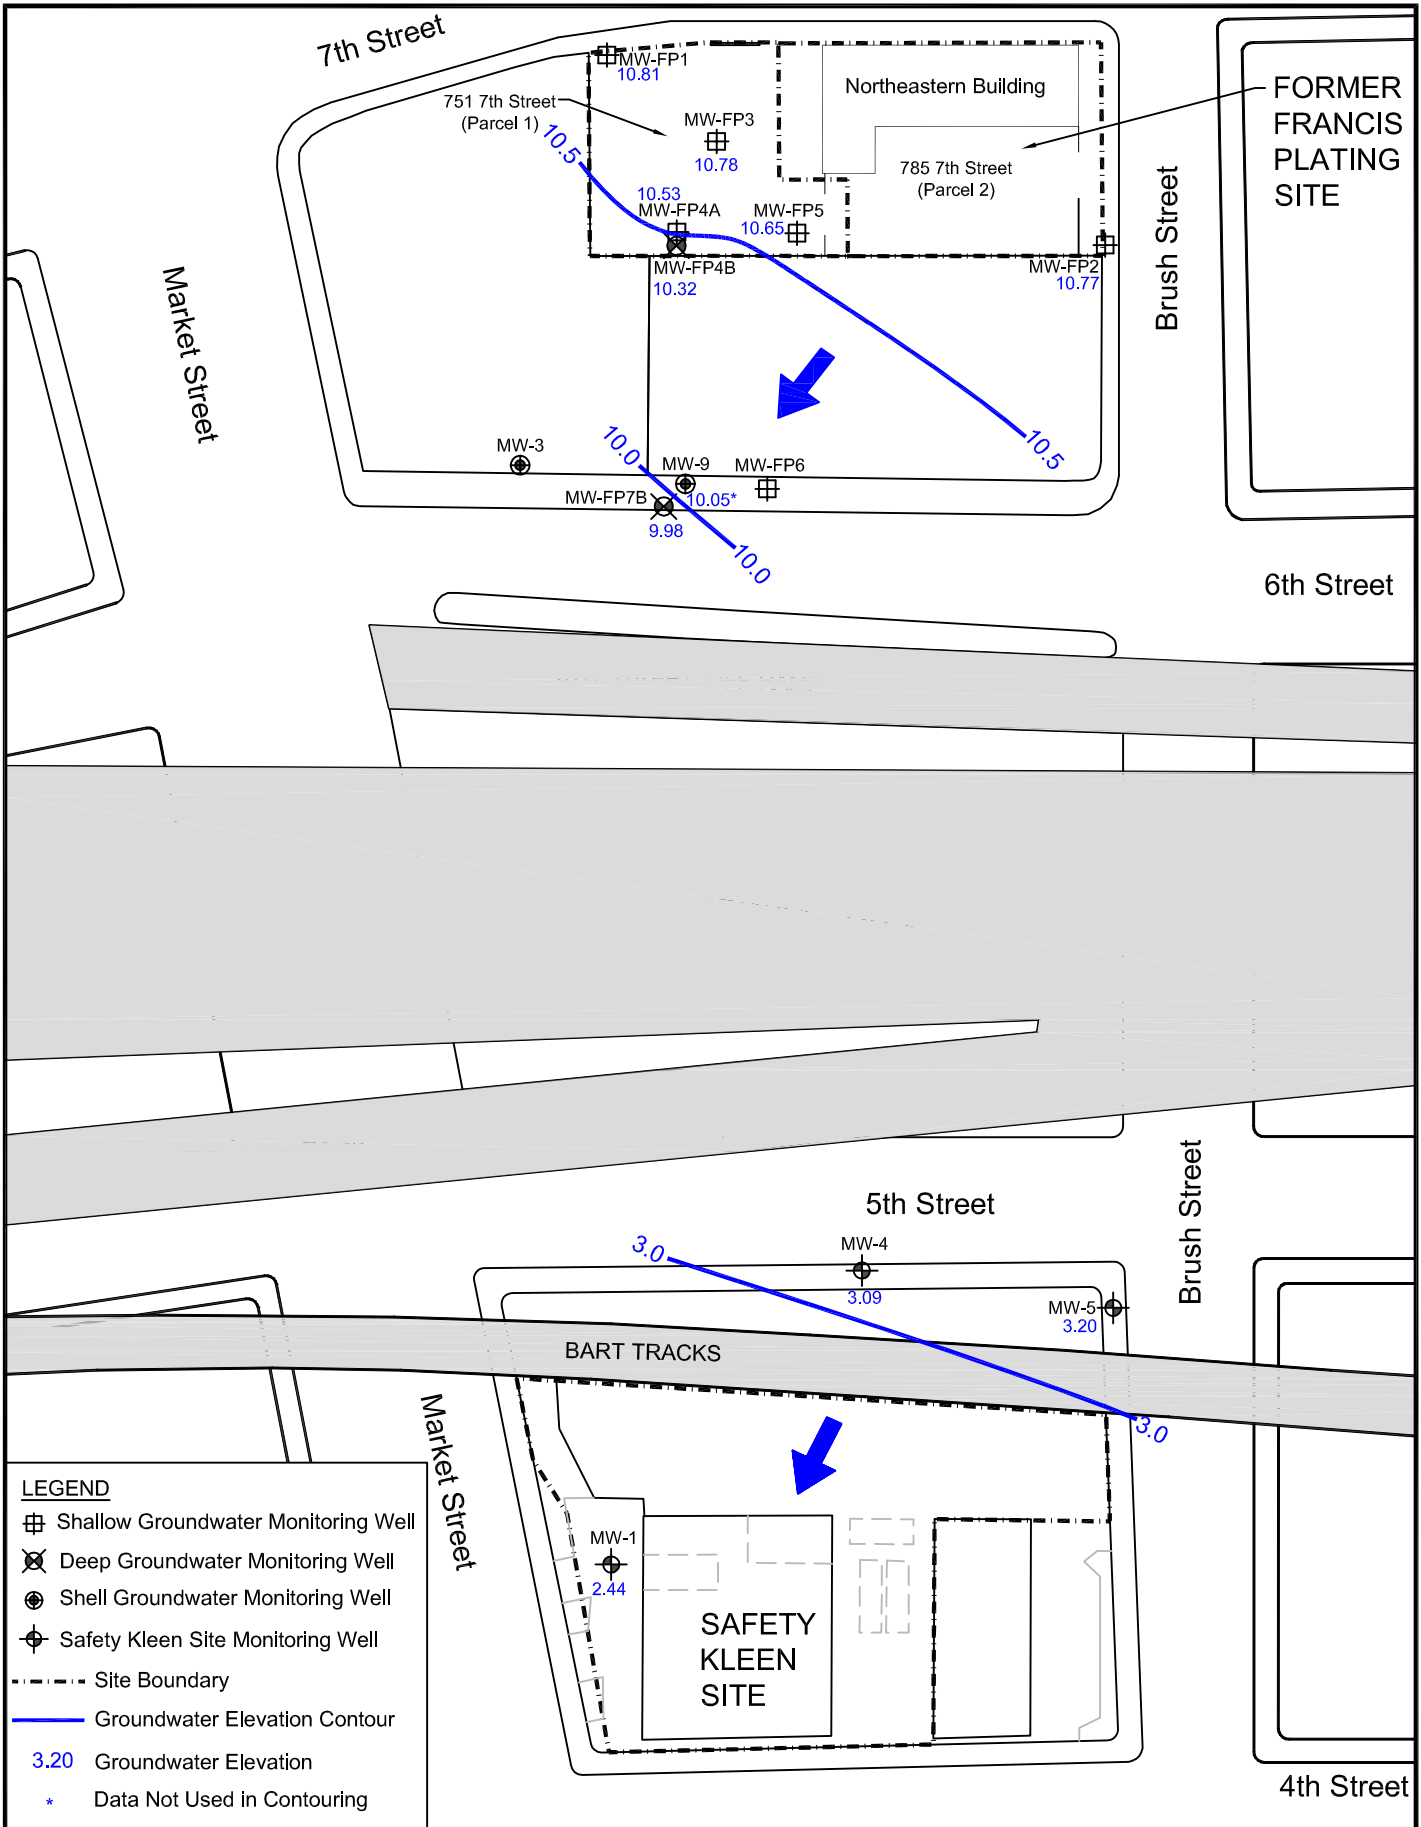 7th Street
MW-FP1
10.81
Northeastern Building
FORMER
FRANCIS
PLATING
SITE
751 7th Street
(Parcel 1)
10.5
MW-FP3
10.78
785 7th Street
(Parcel 2)
10.53
MW-FP4A
MW-FP5
10.65
MW-FP4B
10.32
MW-FP2
10.77
Brush Street
Market Street
10.5
MW-3
10.0
MW-9
MW-FP6
MW-FP7B
10.05*
9.98
10.0
6th Street
5th Street
Brush Street
3.0
MW-4
3.09
MW-5
3.20
BART TRACKS
3.0
Market Street
MW-1
2.44
SAFETY
KLEEN
SITE
4th Street
LEGEND
Shallow Groundwater Monitoring Well
Deep Groundwater Monitoring Well
Shell Groundwater Monitoring Well
Safety Kleen Site Monitoring Well
Site Boundary
Groundwater Elevation Contour
3.20 Groundwater Elevation
* Data Not Used in Contouring